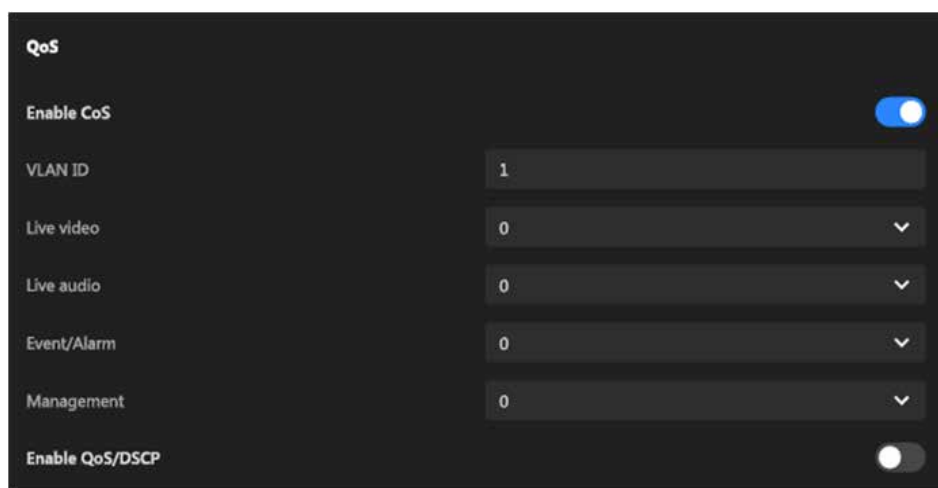 QoS
Enable CoS
VLAN ID 1
Live video 0
Live audio 0
Event/Alarm 0
Management 0
Enable QoS/DSCP